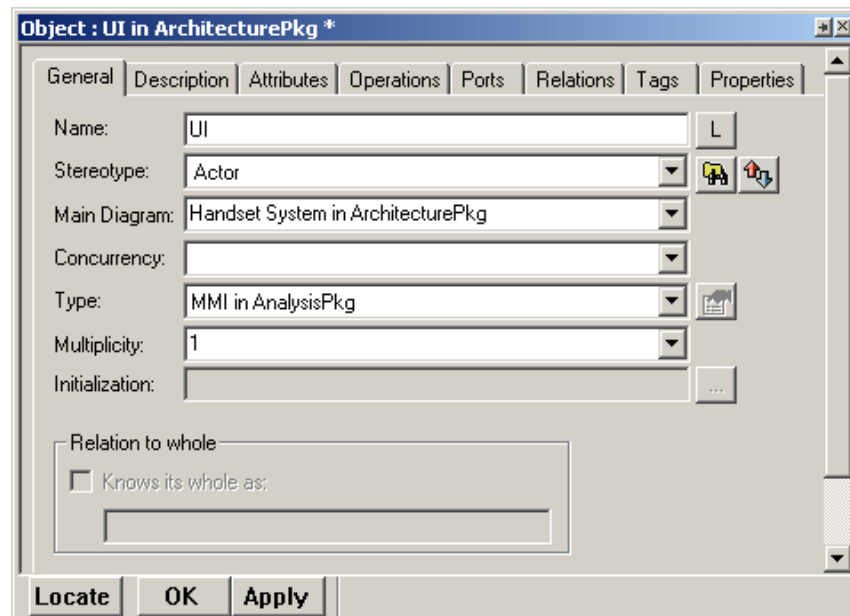 Object : UI in ArchitecturePkg *
General Description Attributes Operations Ports Relations Tags Properties
Name: UI L
Stereotype: Actor
Main Diagram: Handset System in ArchitecturePkg
Concurrency:
Type: MMI in AnalysisPkg
Multiplicity: 1
Initialization: ...
Relation to whole
Knows its whole as:
Locate OK Apply